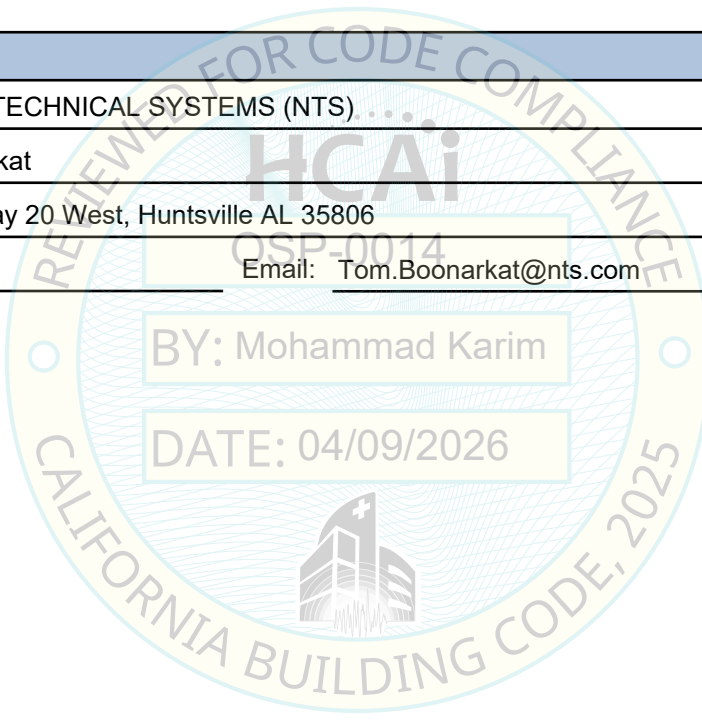 TECHNICAL SYSTEMS (NTS)
kat
ay 20 West, Huntsville AL 35806
Email: Tom.Boonarkat@nts.com
REVIEWED FOR CODE COMPLIANCE
HCAi
OSP-0014
BY: Mohammad Karim
DATE: 04/09/2026
CALIFORNIA BUILDING CODE, 2025